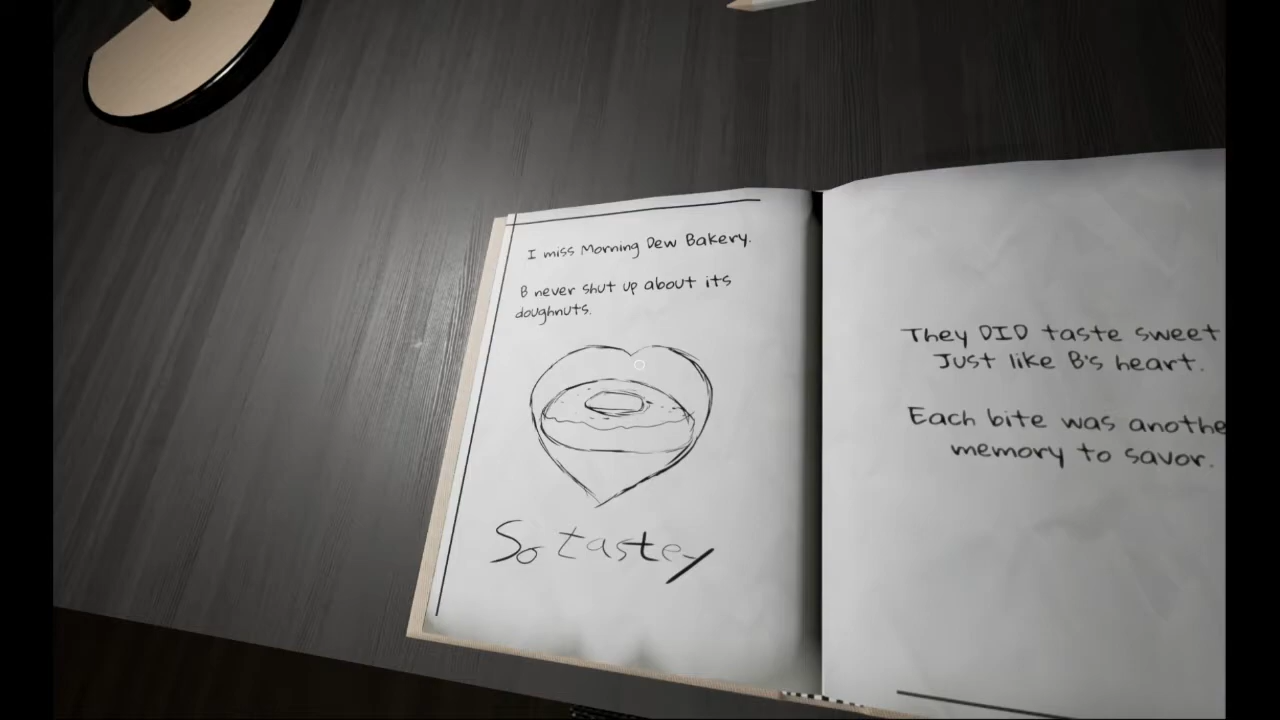 I miss Morning Dew Bakery.
B never shut up about its
doughnuts.
So tastey
They DID taste sweet
Just like B's heart.
Each bite was anothe
memory to savor.